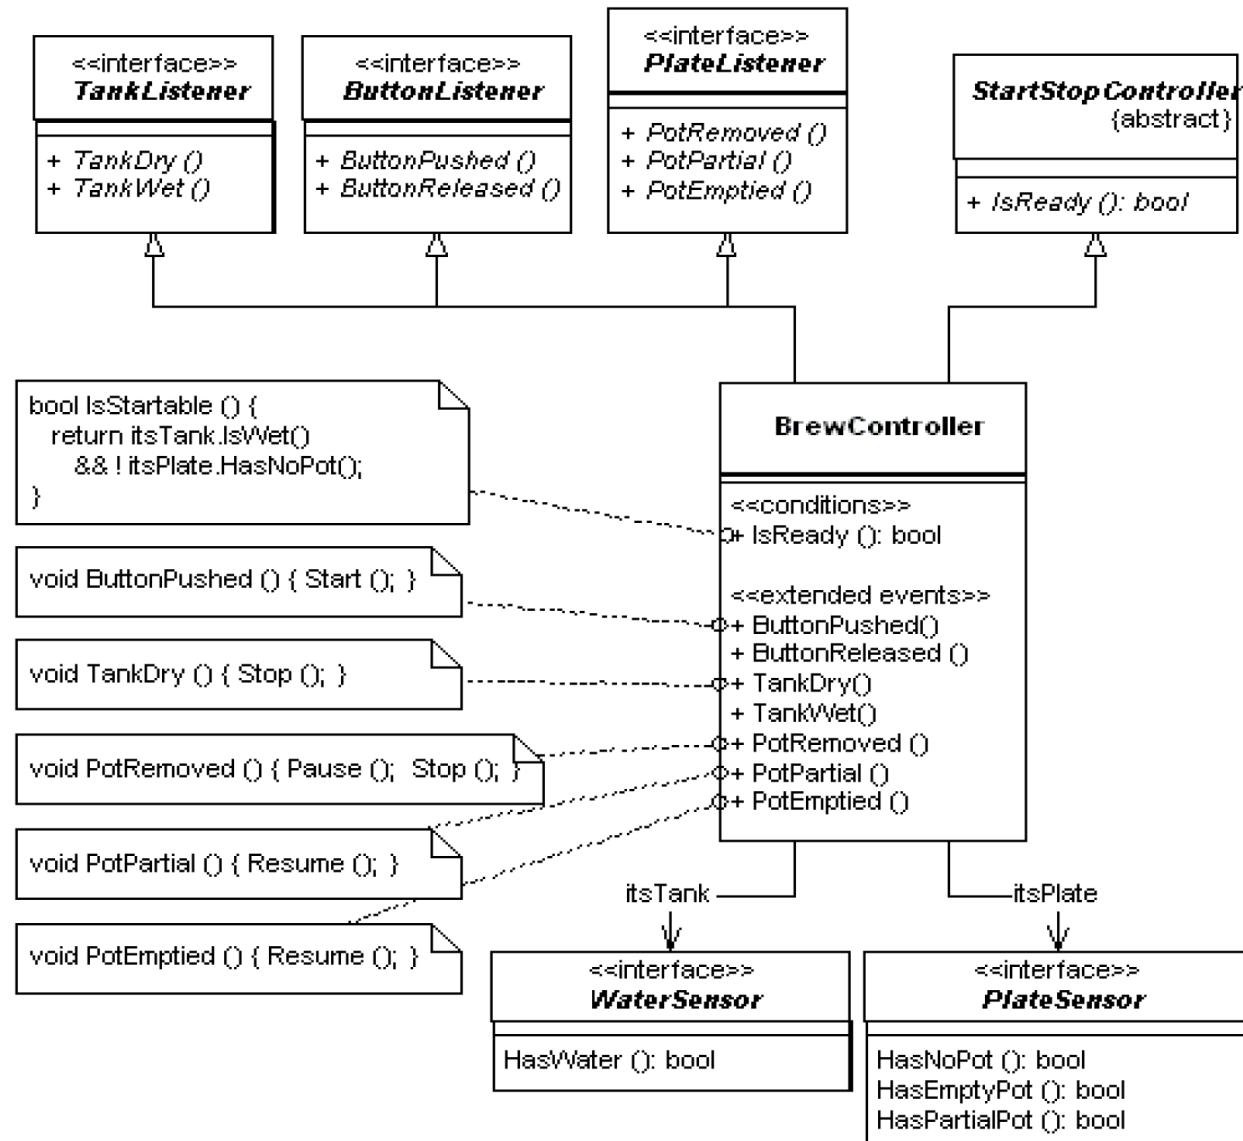 <<interface>>
TankListener
+ TankDry ()
+ TankWet ()
<<interface>>
ButtonListener
+ ButtonPushed ()
+ ButtonReleased ()
<<interface>>
PlateListener
+ PotRemoved ()
+ PotPartial ()
+ PotEmptied ()
StartStopController
{abstract}
+ IsReady (): bool
bool IsStartable () {
return itsTank.IsWet()
&& ! itsPlate.HasNoPot();
}
void ButtonPushed () { Start (); }
void TankDry () { Stop (); }
void PotRemoved () { Pause (); Stop (); }
void PotPartial () { Resume (); }
void PotEmptied () { Resume (); }
BrewController
<<conditions>>
+ IsReady (): bool
<<extended events>>
+ ButtonPushed()
+ ButtonReleased ()
+ TankDry()
+ TankWet()
+ PotRemoved ()
+ PotPartial ()
+ PotEmptied ()
itsTank
itsPlate
<<interface>>
WaterSensor
HasWater (): bool
<<interface>>
PlateSensor
HasNoPot (): bool
HasEmptyPot (): bool
HasPartialPot (): bool